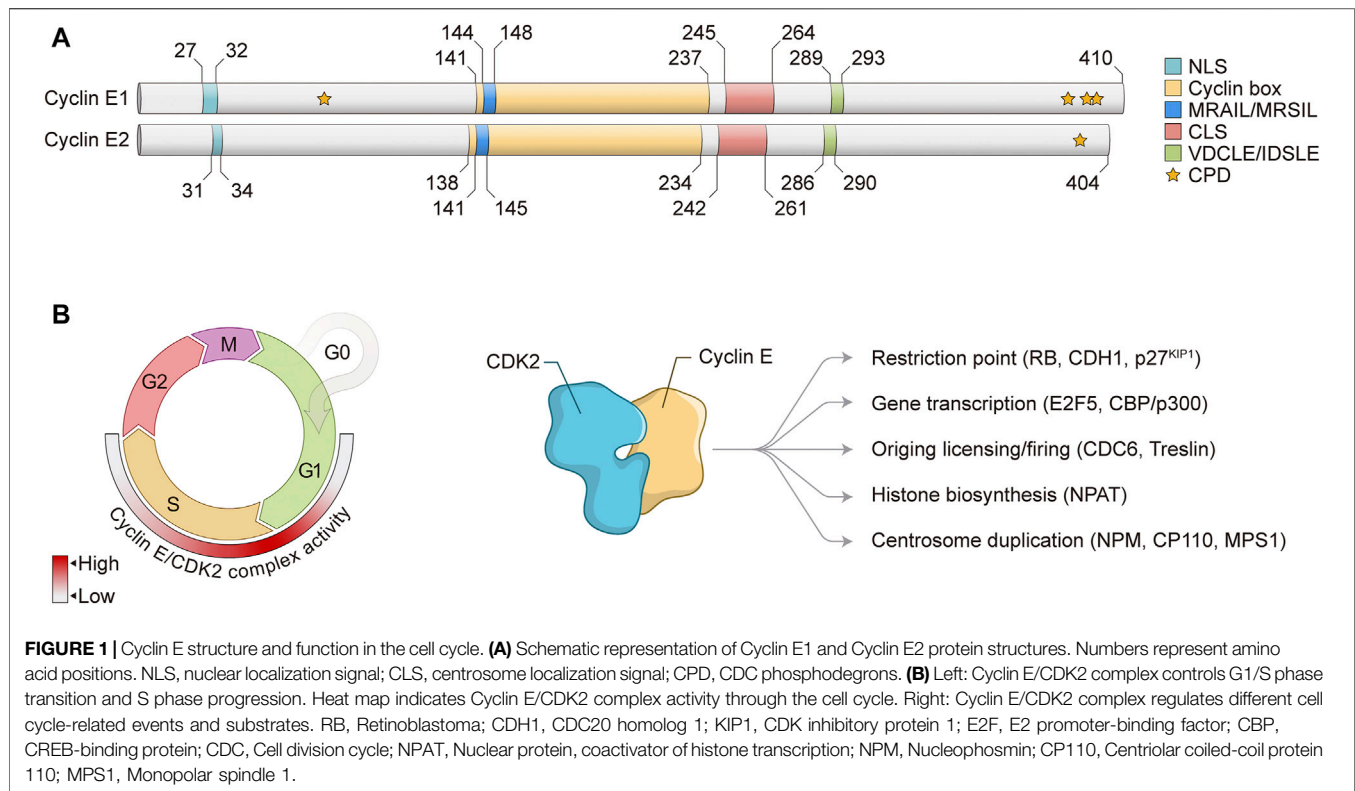 A
144 148 245 264
27 32 141 237 289 293 410
Cyclin E1
Cyclin E2
31 34 138 234 286 290 404
141 145 242 261
NLS
Cyclin box
MRAIL/MRSIL
CLS
VDCLE/IDSLE
CPD
B
M
G0
G2
G1
S
Cyclin E/CDK2 complex activity
High
Low
CDK2
Cyclin E
Restriction point (RB, CDH1, p27KIP1)
Gene transcription (E2F5, CBP/p300)
Origing licensing/firing (CDC6, Treslin)
Histone biosynthesis (NPAT)
Centrosome duplication (NPM, CP110, MPS1)
FIGURE 1 | Cyclin E structure and function in the cell cycle. (A) Schematic representation of Cyclin E1 and Cyclin E2 protein structures. Numbers represent amino
acid positions. NLS, nuclear localization signal; CLS, centrosome localization signal; CPD, CDC phosphodegrons. (B) Left: Cyclin E/CDK2 complex controls G1/S phase
transition and S phase progression. Heat map indicates Cyclin E/CDK2 complex activity through the cell cycle. Right: Cyclin E/CDK2 complex regulates different cell
cycle-related events and substrates. RB, Retinoblastoma; CDH1, CDC20 homolog 1; KIP1, CDK inhibitory protein 1; E2F, E2 promoter-binding factor; CBP,
CREB-binding protein; CDC, Cell division cycle; NPAT, Nuclear protein, coactivator of histone transcription; NPM, Nucleophosmin; CP110, Centriolar coiled-coil protein
110; MPS1, Monopolar spindle 1.